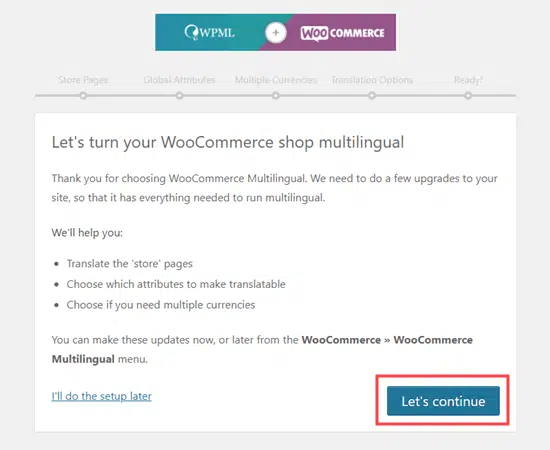 WPML + WOO COMMERCE
Store Pages Global Attributes Multiple Currencies Translation Options Ready?
Let's turn your WooCommerce shop multilingual
Thank you for choosing WooCommerce Multilingual. We need to do a few upgrades to your
site, so that it has everything needed to run multilingual.
We'll help you:
• Translate the 'store' pages
• Choose which attributes to make translatable
• Choose if you need multiple currencies
You can make these updates now, or later from the WooCommerce » WooCommerce
Multilingual menu.
I'll do the setup later Let's continue